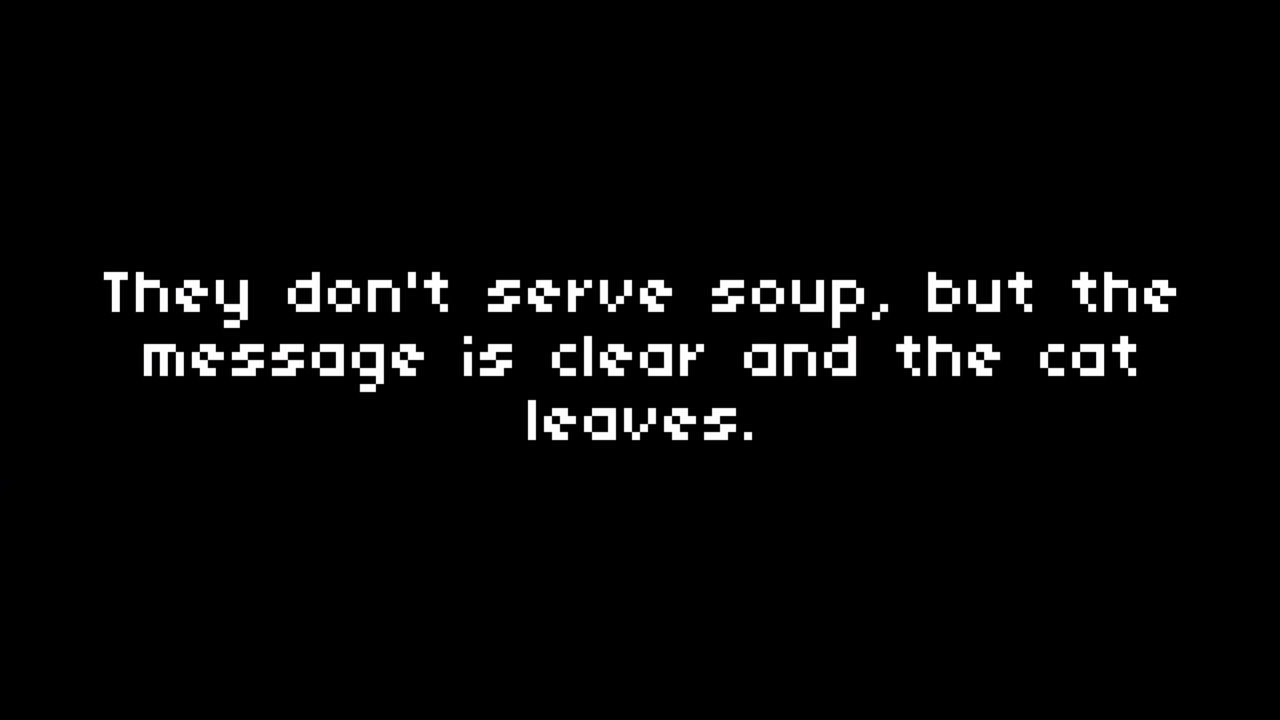 They don't serve soup, but the
message is clear and the cat
leaves.